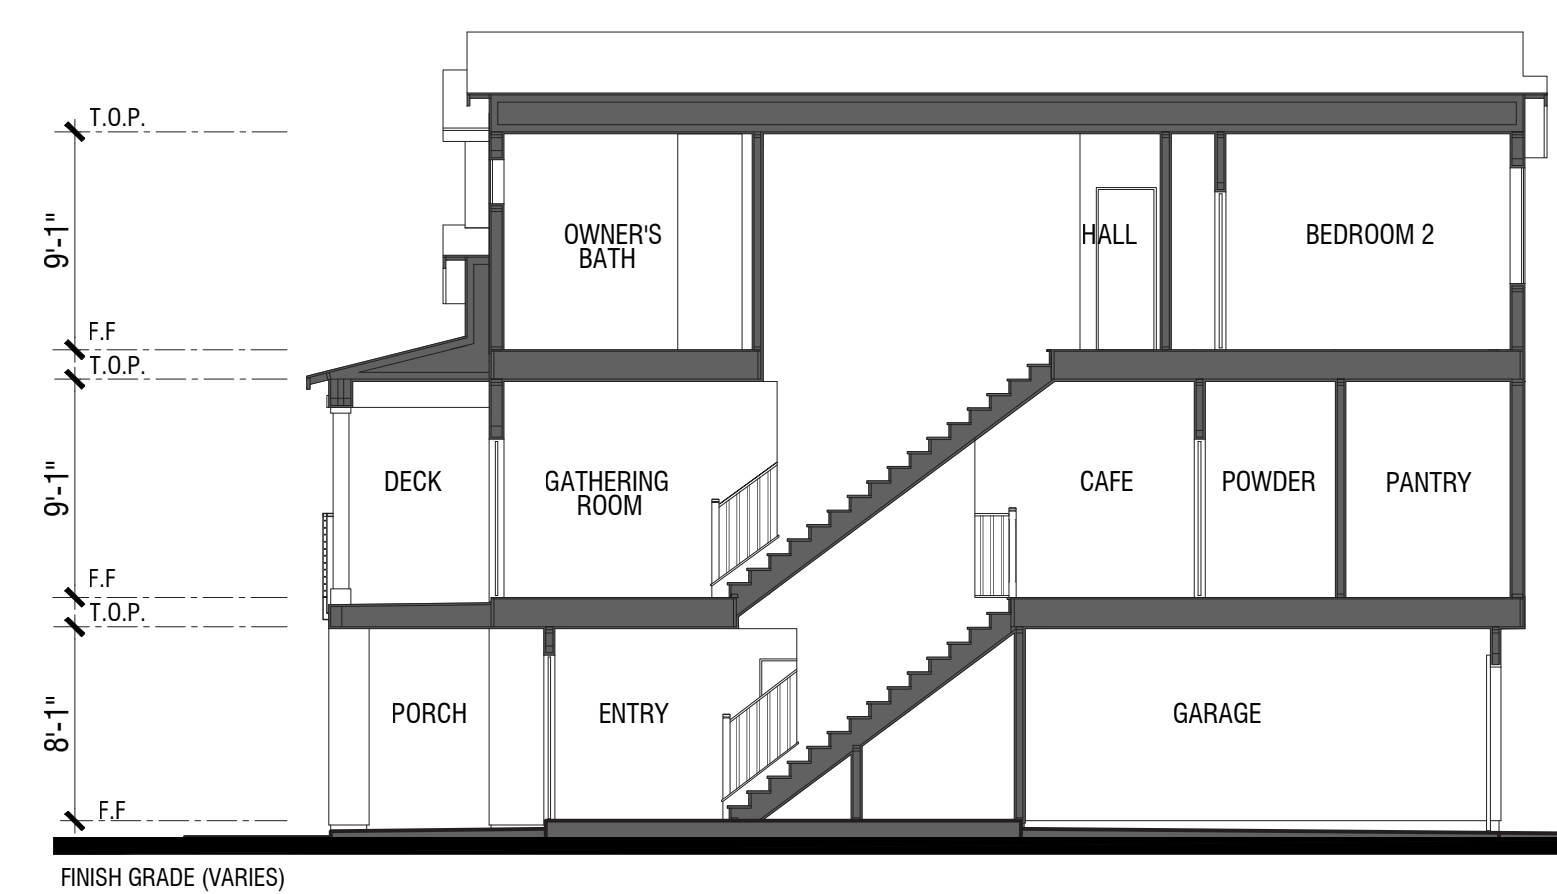 T.O.P.
9'-1"
OWNER'S
BATH
HALL
BEDROOM 2
F.F
T.O.P.
9'-1"
DECK
GATHERING
ROOM
CAFE
POWDER
PANTRY
F.F
T.O.P.
8'-1"
PORCH
ENTRY
GARAGE
F.F
FINISH GRADE (VARIES)